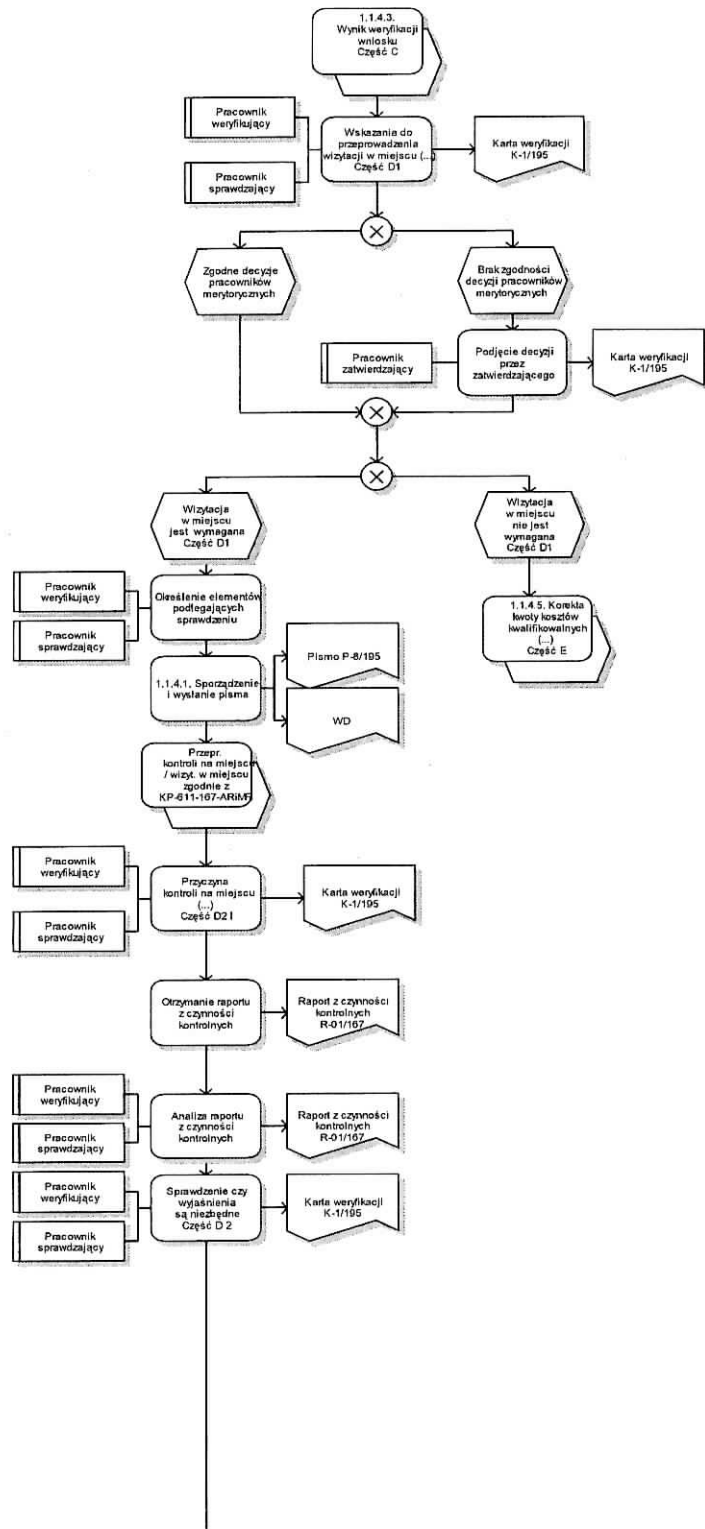 1.1.4.3.
Wynik weryfikacji
wniosku
Część C
Pracownik
weryfikujący
Pracownik
sprawdzający
Wskazania do
przeprowadzenia
wizytacji w miejscu (...)
Część D1
Karta weryfikacji
K-1/195
Zgodne decyzje
pracowników
merytorycznych
Brak zgodności
decyzji pracowników
merytorycznych
Pracownik
zatwierdzający
Podjęcie decyzji
przez
zatwierdzającego
Karta weryfikacji
K-1/195
Wizytacja
w miejscu
jest wymagana
Część D1
Wizytacja
w miejscu
nie jest
wymagana
Część D1
Pracownik
weryfikujący
Pracownik
sprawdzający
Określenie elementów
podlegających
sprawdzeniu
1.1.4.5. Korekta
kwoty kosztów
kwalifikowalnych
(...)
Część E
1.1.4.1. Sporządzenie
i wysłanie pisma
Pismo P-8/195
WD
Przepr.
kontroli na miejscu
/ wizyt. w miejscu
zgodnie z
KP-611-167-ARiMR
Pracownik
weryfikujący
Pracownik
sprawdzający
Przyczyna
kontroli na miejscu
(...)
Część D2 I
Karta weryfikacji
K-1/195
Otrzymanie raportu
z czynności
kontrolnych
Raport z czynności
kontrolnych
R-01/167
Pracownik
weryfikujący
Pracownik
sprawdzający
Analiza raportu
z czynności
kontrolnych
Raport z czynności
kontrolnych
R-01/167
Pracownik
weryfikujący
Pracownik
sprawdzający
Sprawdzenie czy
wyjaśnienia
są niezbędne
Część D 2
Karta weryfikacji
K-1/195